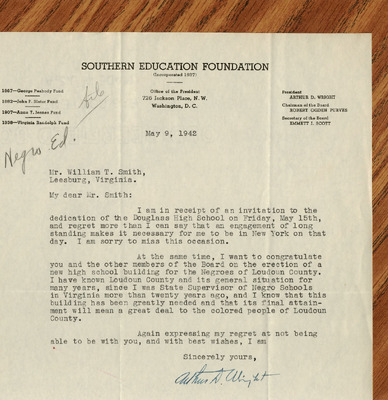 SOUTHERN EDUCATION FOUNDATION
(Incorporated 1937)
1867—George Peabody Fund
1882—John F. Slater Fund
1907—Anna T. Jeanes Fund
1938—Virginia Randolph Fund
Office of the President
726 Jackson Place, N. W.
Washington, D. C.
President
ARTHUR D. WRIGHT
Chairman of the Board
ROBERT OGDEN PURVES
Secretary of the Board
EMMETT J. SCOTT
file
Negro Ed.
May 9, 1942
Mr. William T. Smith,
Leesburg, Virginia.
My dear Mr. Smith:
I am in receipt of an invitation to the
dedication of the Douglass High School on Friday, May 15th,
and regret more than I can say that an engagement of long
standing makes it necessary for me to be in New York on that
day. I am sorry to miss this occasion.
At the same time, I want to congratulate
you and the other members of the Board on the erection of a
new high school building for the Negroes of Loudoun County.
I have known Loudoun County and its general situation for
many years, since I was State Supervisor of Negro Schools
in Virginia more than twenty years ago, and I know that this
building has been greatly needed and that its final attain-
ment will mean a great deal to the colored people of Loudoun
County.
Again expressing my regret at not being
able to be with you, and with best wishes, I am
Sincerely yours,
Arthur D. Wright